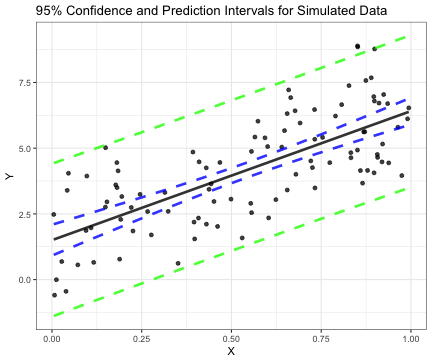 95% Confidence and Prediction Intervals for Simulated Data
Y
7.5
5.0
2.5
0.0
0.00 0.25 0.50 0.75 1.00
X